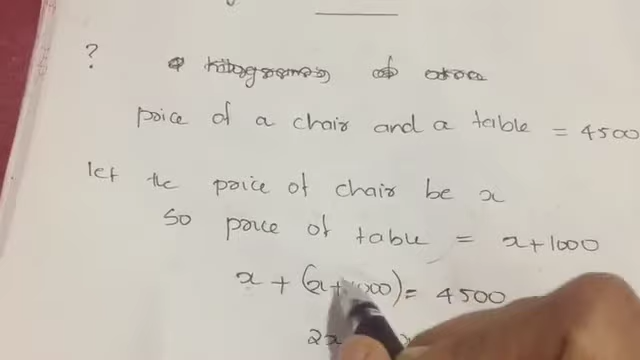 ?
price of a chair and a table = 4500
let the price of chair be x
So price of table = x+1000
x + (x+1000) = 4500
2x